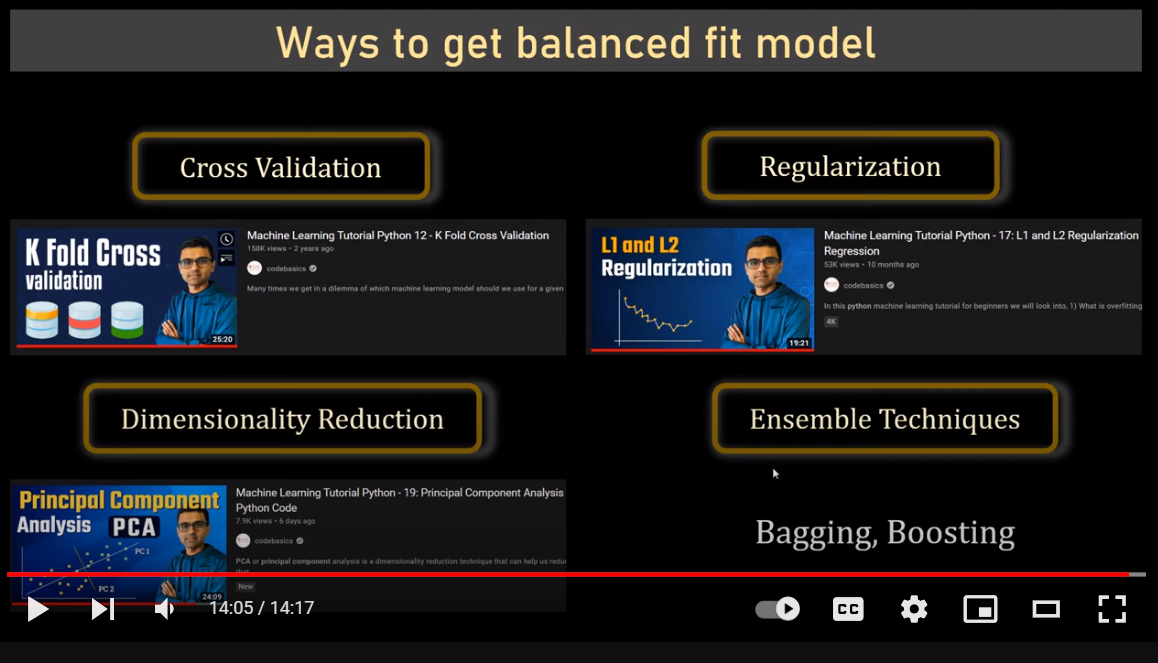 Ways to get balanced fit model
Cross Validation
Regularization
K Fold Cross
validation
25:20
Machine Learning Tutorial Python 12 - K Fold Cross Validation
158K views • 2 years ago
codebasics
Many times we get in a dilemma of which machine learning model should we use for a given
L1 and L2
Regularization
19:21
Machine Learning Tutorial Python - 17: L1 and L2 Regularization
Regression
53K views • 10 months ago
codebasics
In this python machine learning tutorial for beginners we will look into, 1) What is overfitting
4K
Dimensionality Reduction
Ensemble Techniques
Principal Component
Analysis PCA
PC 1
PC 2
24:09
Machine Learning Tutorial Python - 19: Principal Component Analysis
Python Code
7.9K views • 6 days ago
codebasics
PCA or principal component analysis is a dimensionality reduction technique that can help us
that
New
Bagging, Boosting
14:05 / 14:17
CC